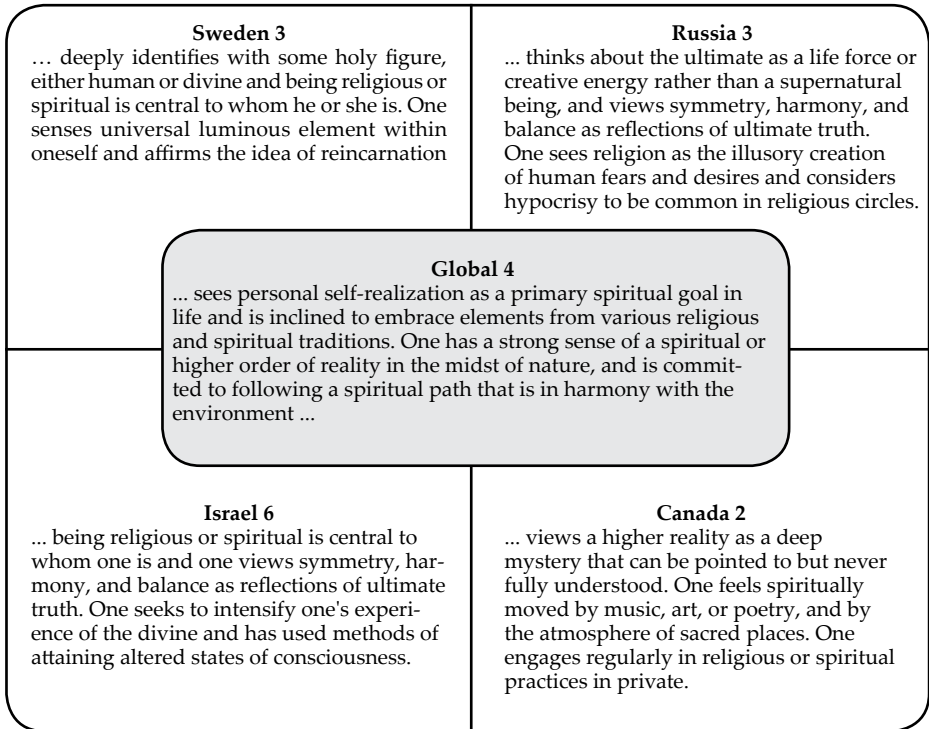 Sweden 3
… deeply identifies with some holy figure,
either human or divine and being religious or
spiritual is central to whom he or she is. One
senses universal luminous element within
oneself and affirms the idea of reincarnation
Russia 3
... thinks about the ultimate as a life force or
creative energy rather than a supernatural
being, and views symmetry, harmony, and
balance as reflections of ultimate truth.
One sees religion as the illusory creation
of human fears and desires and considers
hypocrisy to be common in religious circles.
Global 4
... sees personal self-realization as a primary spiritual goal in
life and is inclined to embrace elements from various religious
and spiritual traditions. One has a strong sense of a spiritual or
higher order of reality in the midst of nature, and is commit-
ted to following a spiritual path that is in harmony with the
environment ...
Israel 6
... being religious or spiritual is central to
whom one is and one views symmetry, har-
mony, and balance as reflections of ultimate
truth. One seeks to intensify one's experi-
ence of the divine and has used methods of
attaining altered states of consciousness.
Canada 2
... views a higher reality as a deep
mystery that can be pointed to but never
fully understood. One feels spiritually
moved by music, art, or poetry, and by
the atmosphere of sacred places. One
engages regularly in religious or spiritual
practices in private.